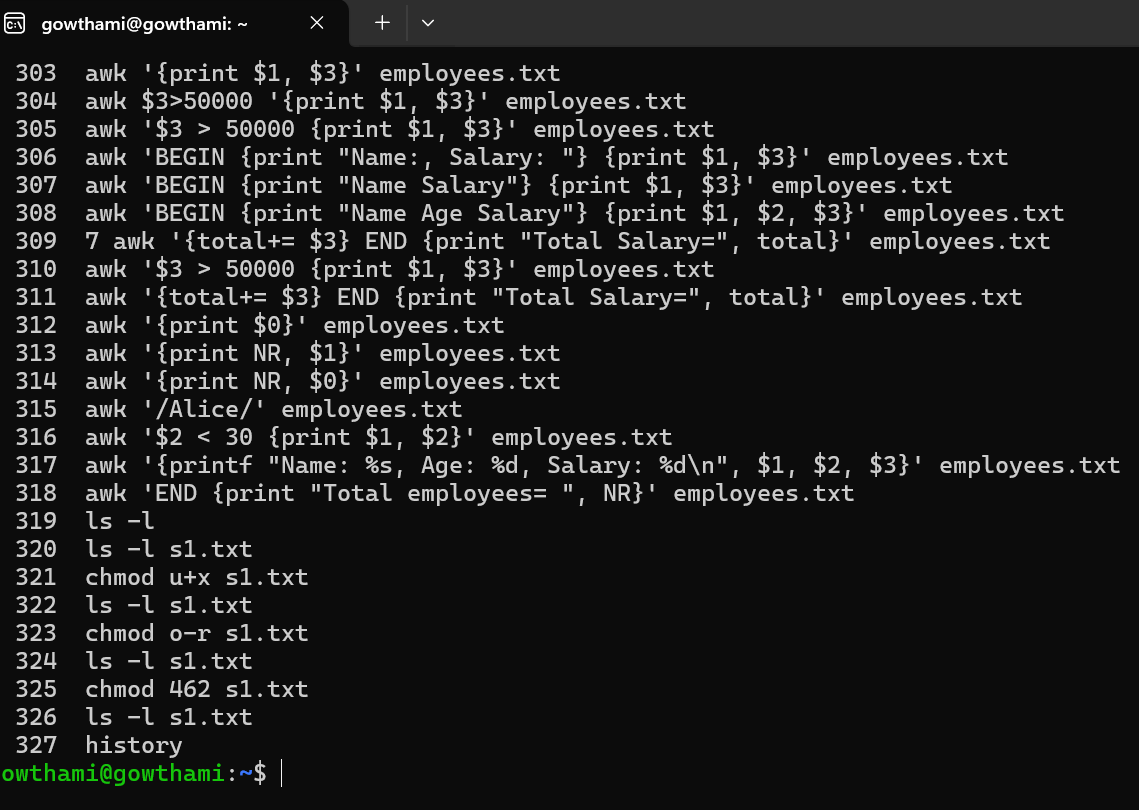 gowthami@gowthami: ~
303 awk '{print $1, $3}' employees.txt
304 awk $3>50000 '{print $1, $3}' employees.txt
305 awk '$3 > 50000 {print $1, $3}' employees.txt
306 awk 'BEGIN {print "Name:, Salary: "} {print $1, $3}' employees.txt
307 awk 'BEGIN {print "Name Salary"} {print $1, $3}' employees.txt
308 awk 'BEGIN {print "Name Age Salary"} {print $1, $2, $3}' employees.txt
309 7 awk '{total+= $3} END {print "Total Salary=", total}' employees.txt
310 awk '$3 > 50000 {print $1, $3}' employees.txt
311 awk '{total+= $3} END {print "Total Salary=", total}' employees.txt
312 awk '{print $0}' employees.txt
313 awk '{print NR, $1}' employees.txt
314 awk '{print NR, $0}' employees.txt
315 awk '/Alice/' employees.txt
316 awk '$2 < 30 {print $1, $2}' employees.txt
317 awk '{printf "Name: %s, Age: %d, Salary: %d\n", $1, $2, $3}' employees.txt
318 awk 'END {print "Total employees= ", NR}' employees.txt
319 ls -l
320 ls -l s1.txt
321 chmod u+x s1.txt
322 ls -l s1.txt
323 chmod o-r s1.txt
324 ls -l s1.txt
325 chmod 462 s1.txt
326 ls -l s1.txt
327 history
owthami@gowthami:~$